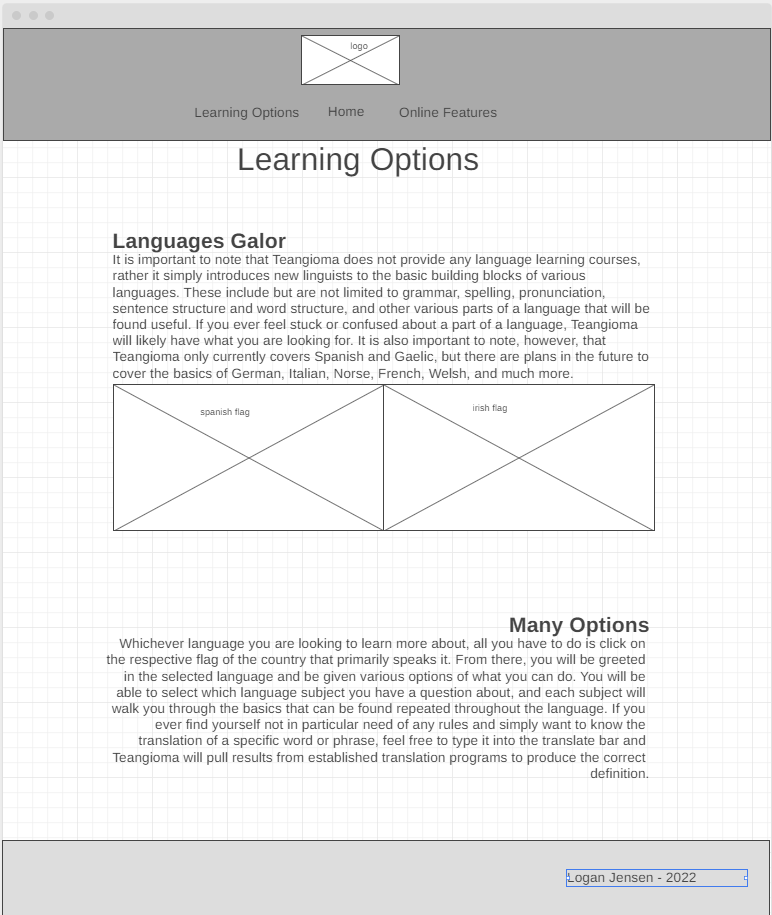 logo
Learning Options Home Online Features
Learning Options
Languages Galor
It is important to note that Teangioma does not provide any language learning courses,
rather it simply introduces new linguists to the basic building blocks of various
languages. These include but are not limited to grammar, spelling, pronunciation,
sentence structure and word structure, and other various parts of a language that will be
found useful. If you ever feel stuck or confused about a part of a language, Teangioma
will likely have what you are looking for. It is also important to note, however, that
Teangioma only currently covers Spanish and Gaelic, but there are plans in the future to
cover the basics of German, Italian, Norse, French, Welsh, and much more.
spanish flag irish flag
Many Options
Whichever language you are looking to learn more about, all you have to do is click on
the respective flag of the country that primarily speaks it. From there, you will be greeted
in the selected language and be given various options of what you can do. You will be
able to select which language subject you have a question about, and each subject will
walk you through the basics that can be found repeated throughout the language. If you
ever find yourself not in particular need of any rules and simply want to know the
translation of a specific word or phrase, feel free to type it into the translate bar and
Teangioma will pull results from established translation programs to produce the correct
definition.
Logan Jensen - 2022